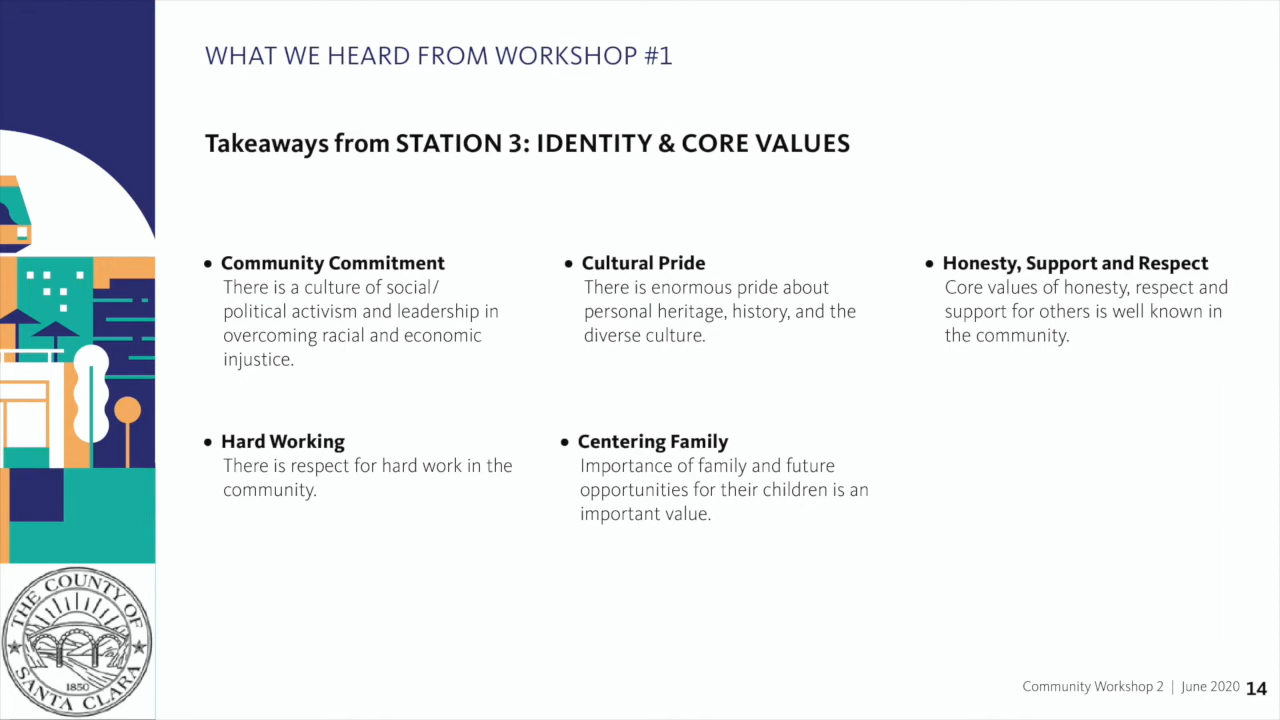 WHAT WE HEARD FROM WORKSHOP #1
Takeaways from STATION 3: IDENTITY & CORE VALUES
• Community Commitment
There is a culture of social/
political activism and leadership in
overcoming racial and economic
injustice.
• Cultural Pride
There is enormous pride about
personal heritage, history, and the
diverse culture.
• Honesty, Support and Respect
Core values of honesty, respect and
support for others is well known in
the community.
• Hard Working
There is respect for hard work in the
community.
• Centering Family
Importance of family and future
opportunities for their children is an
important value.
THE COUNTY OF
SANTA CLARA
1850
Community Workshop 2 | June 2020 14